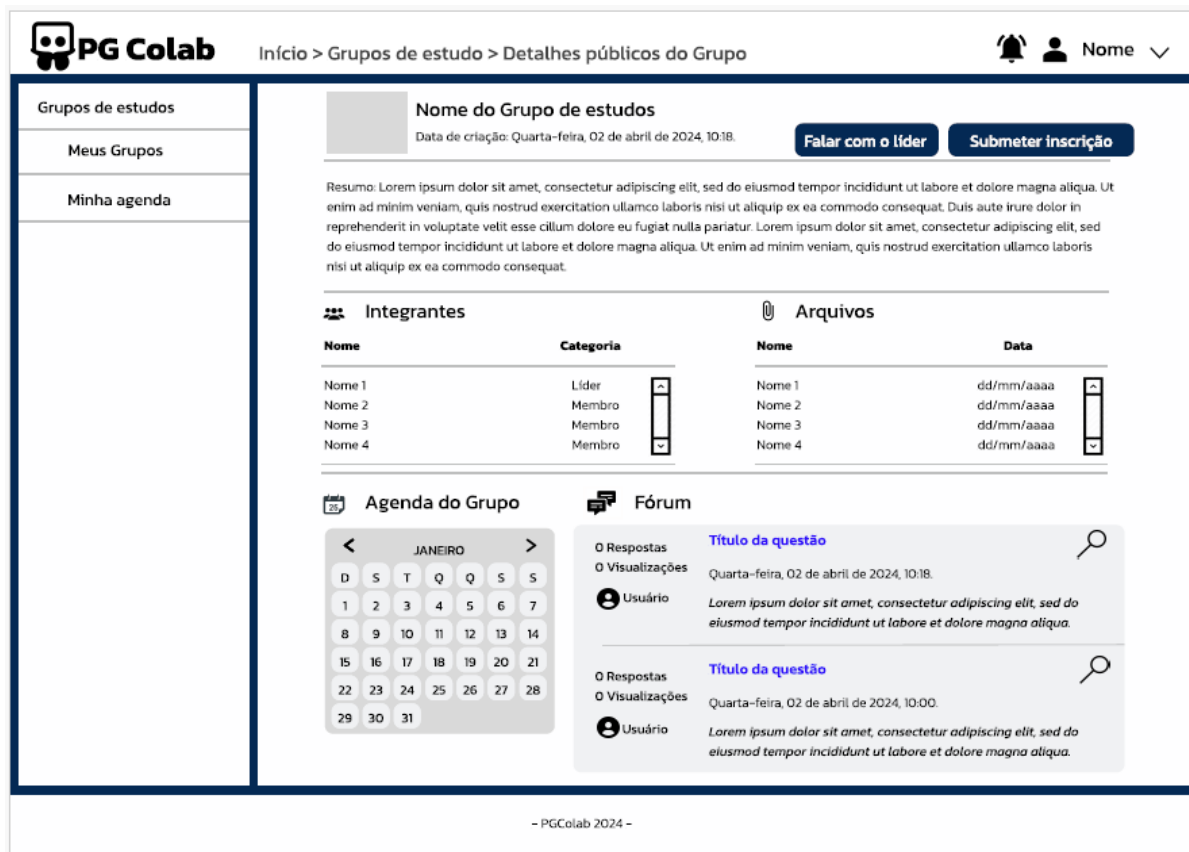 PG Colab
Início > Grupos de estudo > Detalhes públicos do Grupo
Nome
Grupos de estudos
Meus Grupos
Minha agenda
Nome do Grupo de estudos
Data de criação: Quarta-feira, 02 de abril de 2024, 10:18.
Falar com o líder
Submeter inscrição
Resumo: Lorem ipsum dolor sit amet, consectetur adipiscing elit, sed do eiusmod tempor incididunt ut labore et dolore magna aliqua. Ut
enim ad minim veniam, quis nostrud exercitation ullamco laboris nisi ut aliquip ex ea commodo consequat. Duis aute irure dolor in
reprehenderit in voluptate velit esse cillum dolore eu fugiat nulla pariatur. Lorem ipsum dolor sit amet, consectetur adipiscing elit, sed
do eiusmod tempor incididunt ut labore et dolore magna aliqua. Ut enim ad minim veniam, quis nostrud exercitation ullamco laboris
nisi ut aliquip ex ea commodo consequat.
Integrantes
Nome Categoria
Nome 1 Líder
Nome 2 Membro
Nome 3 Membro
Nome 4 Membro
Arquivos
Nome Data
Nome 1 dd/mm/aaaa
Nome 2 dd/mm/aaaa
Nome 3 dd/mm/aaaa
Nome 4 dd/mm/aaaa
25
Agenda do Grupo
< JANEIRO >
D S T Q Q S S
1 2 3 4 5 6 7
8 9 10 11 12 13 14
15 16 17 18 19 20 21
22 23 24 25 26 27 28
29 30 31
Fórum
0 Respostas
0 Visualizações
Usuário
Título da questão
Quarta-feira, 02 de abril de 2024, 10:18.
Lorem ipsum dolor sit amet, consectetur adipiscing elit, sed do
eiusmod tempor incididunt ut labore et dolore magna aliqua.
0 Respostas
0 Visualizações
Usuário
Título da questão
Quarta-feira, 02 de abril de 2024, 10:00.
Lorem ipsum dolor sit amet, consectetur adipiscing elit, sed do
eiusmod tempor incididunt ut labore et dolore magna aliqua.
- PGColab 2024 -